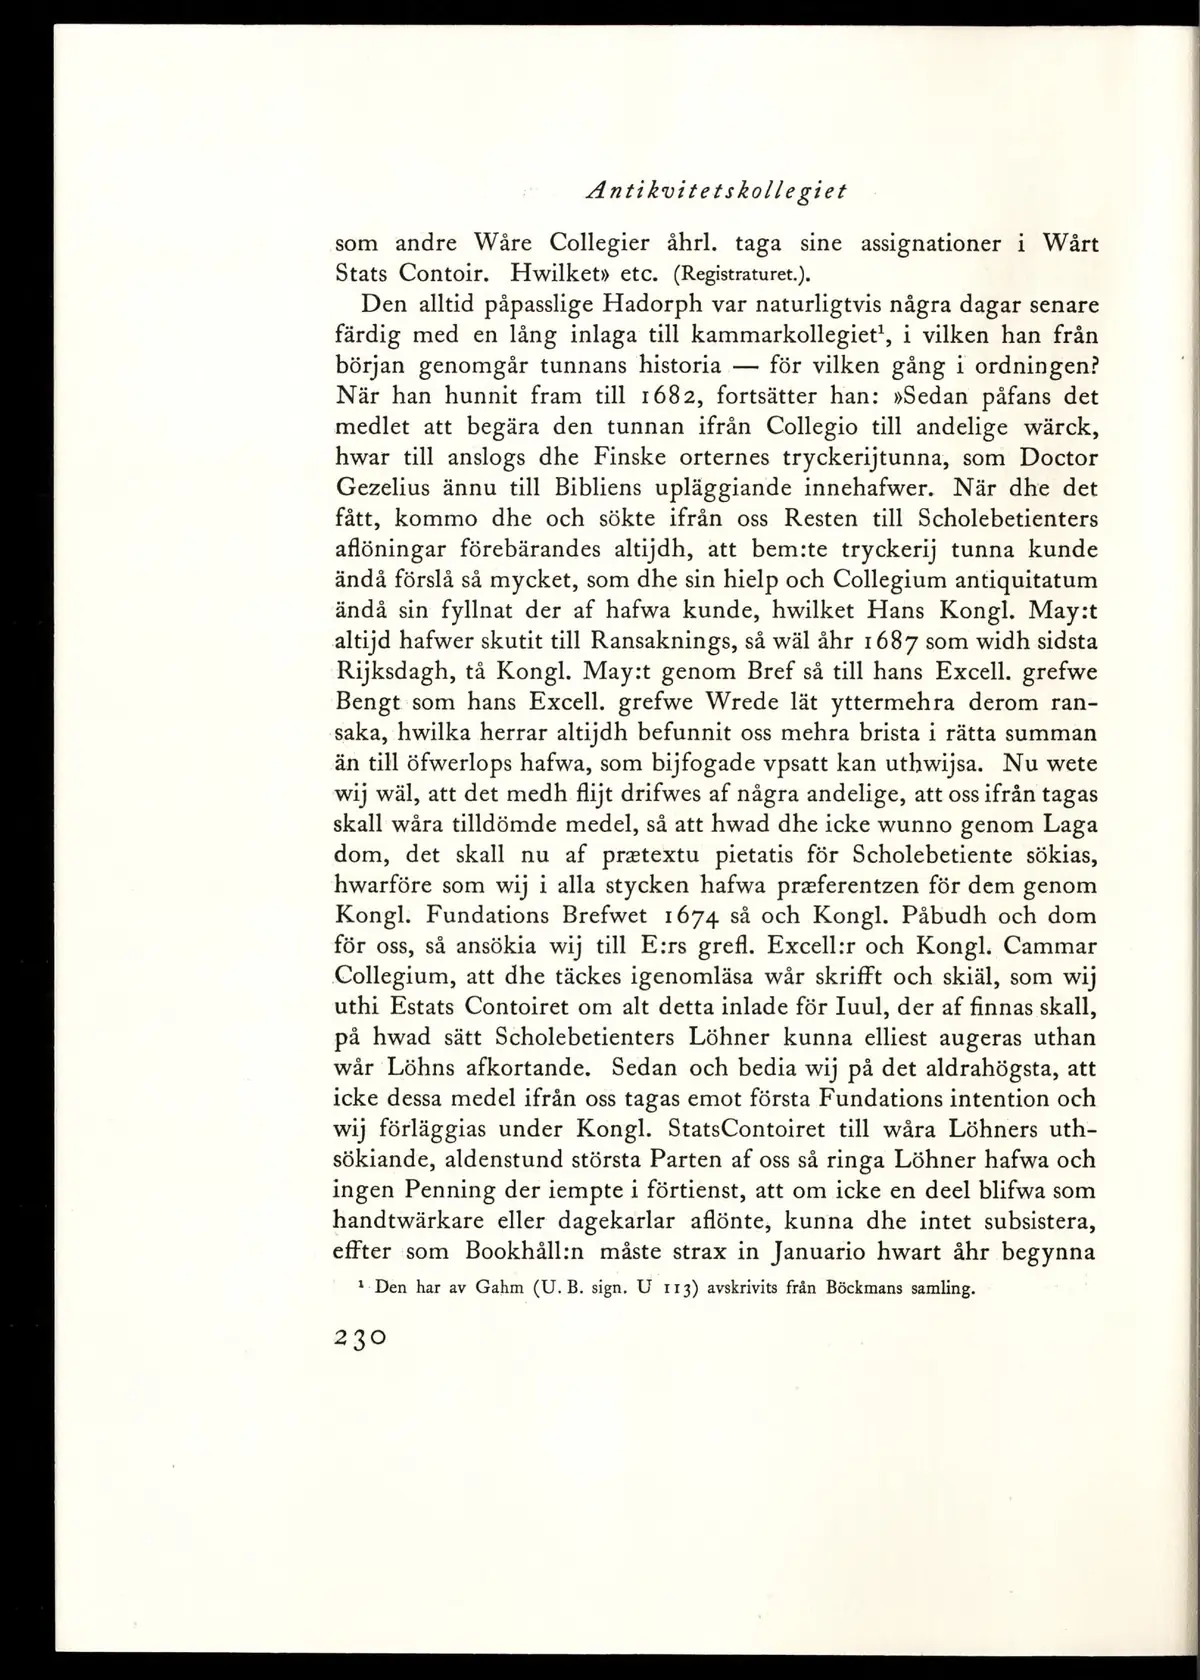 Antikvitetskollegiet
som andre Wåre Collegier åhrl. taga sine assignationer i Wårt
Stats Contoir. Hwilket» etc. (Registraturet.).
Den alltid påpasslige Hadorph var naturligtvis några dagar senare
färdig med en lång inlaga till kammarkollegiet¹, i vilken han från
början genomgår tunnans historia — för vilken gång i ordningen?
När han hunnit fram till 1682, fortsätter han: »Sedan påfans det
medlet att begära den tunnan ifrån Collegio till andelige wärck,
hwar till anslogs dhe Finske orternes tryckerijtunna, som Doctor
Gezelius ännu till Bibliens upläggiande innehafwer. När dhe det
fått, kommo dhe och sökte ifrån oss Resten till Scholebetienters
aflöningar förebärandes altijdh, att bem:te tryckerij tunna kunde
ändå förslå så mycket, som dhe sin hielp och Collegium antiquitatum
ändå sin fyllnat der af hafwa kunde, hwilket Hans Kongl. May:t
altijd hafwer skutit till Ransaknings, så wäl åhr 1687 som widh sidsta
Rijksdagh, tå Kongl. May:t genom Bref så till hans Excell. grefwe
Bengt som hans Excell. grefwe Wrede lät yttermehra derom ran-
saka, hwilka herrar altijdh befunnit oss mehra brista i rätta summan
än till öfwerlops hafwa, som bijfogade vpsatt kan uthwijsa. Nu wete
wij wäl, att det medh flijt drifwes af några andelige, att oss ifrån tagas
skall wåra tilldömde medel, så att hwad dhe icke wunno genom Laga
dom, det skall nu af prætextu pietatis för Scholebetiente sökias,
hwarföre som wij i alla stycken hafwa præferentzen för dem genom
Kongl. Fundations Brefwet 1674 så och Kongl. Påbudh och dom
för oss, så ansökia wij till E:rs grefl. Excell:r och Kongl. Cammar
Collegium, att dhe täckes igenomläsa wår skrifft och skiäl, som wij
uthi Estats Contoiret om alt detta inlade för Iuul, der af finnas skall,
på hwad sätt Scholebetienters Löhner kunna elliest augeras uthan
wår Löhns afkortande. Sedan och bedia wij på det aldrahögsta, att
icke dessa medel ifrån oss tagas emot första Fundations intention och
wij förläggias under Kongl. StatsContoiret till wåra Löhners uth-
sökiande, aldenstund största Parten af oss så ringa Löhner hafwa och
ingen Penning der iempte i förtienst, att om icke en deel blifwa som
handtwärkare eller dagekarlar aflönte, kunna dhe intet subsistera,
effter som Bookhåll:n måste strax in Januario hwart åhr begynna
¹ Den har av Gahm (U. B. sign. U 113) avskrivits från Böckmans samling.
230